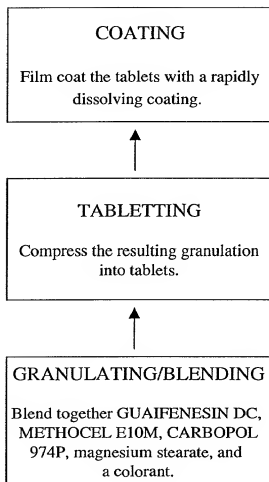 COATING
Film coat the tablets with a rapidly
dissolving coating.
TABLETTING
Compress the resulting granulation
into tablets.
GRANULATING/BLENDING
Blend together GUAIFENESIN DC,
METHOCEL E10M, CARBOPOL
974P, magnesium stearate, and
a colorant.